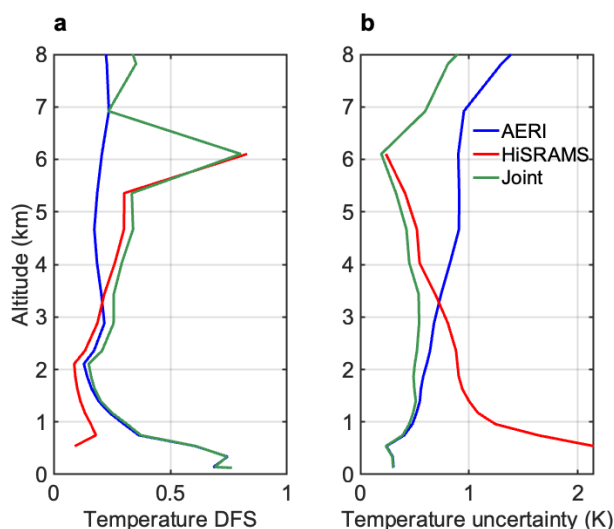 a
b
8
7
6
5
4
3
2
1
0
Altitude (km)
0 0.5 1
Temperature DFS
8
7
6
5
4
3
2
1
0
AERI
HiSRAMS
Joint
0 1 2
Temperature uncertainty (K)